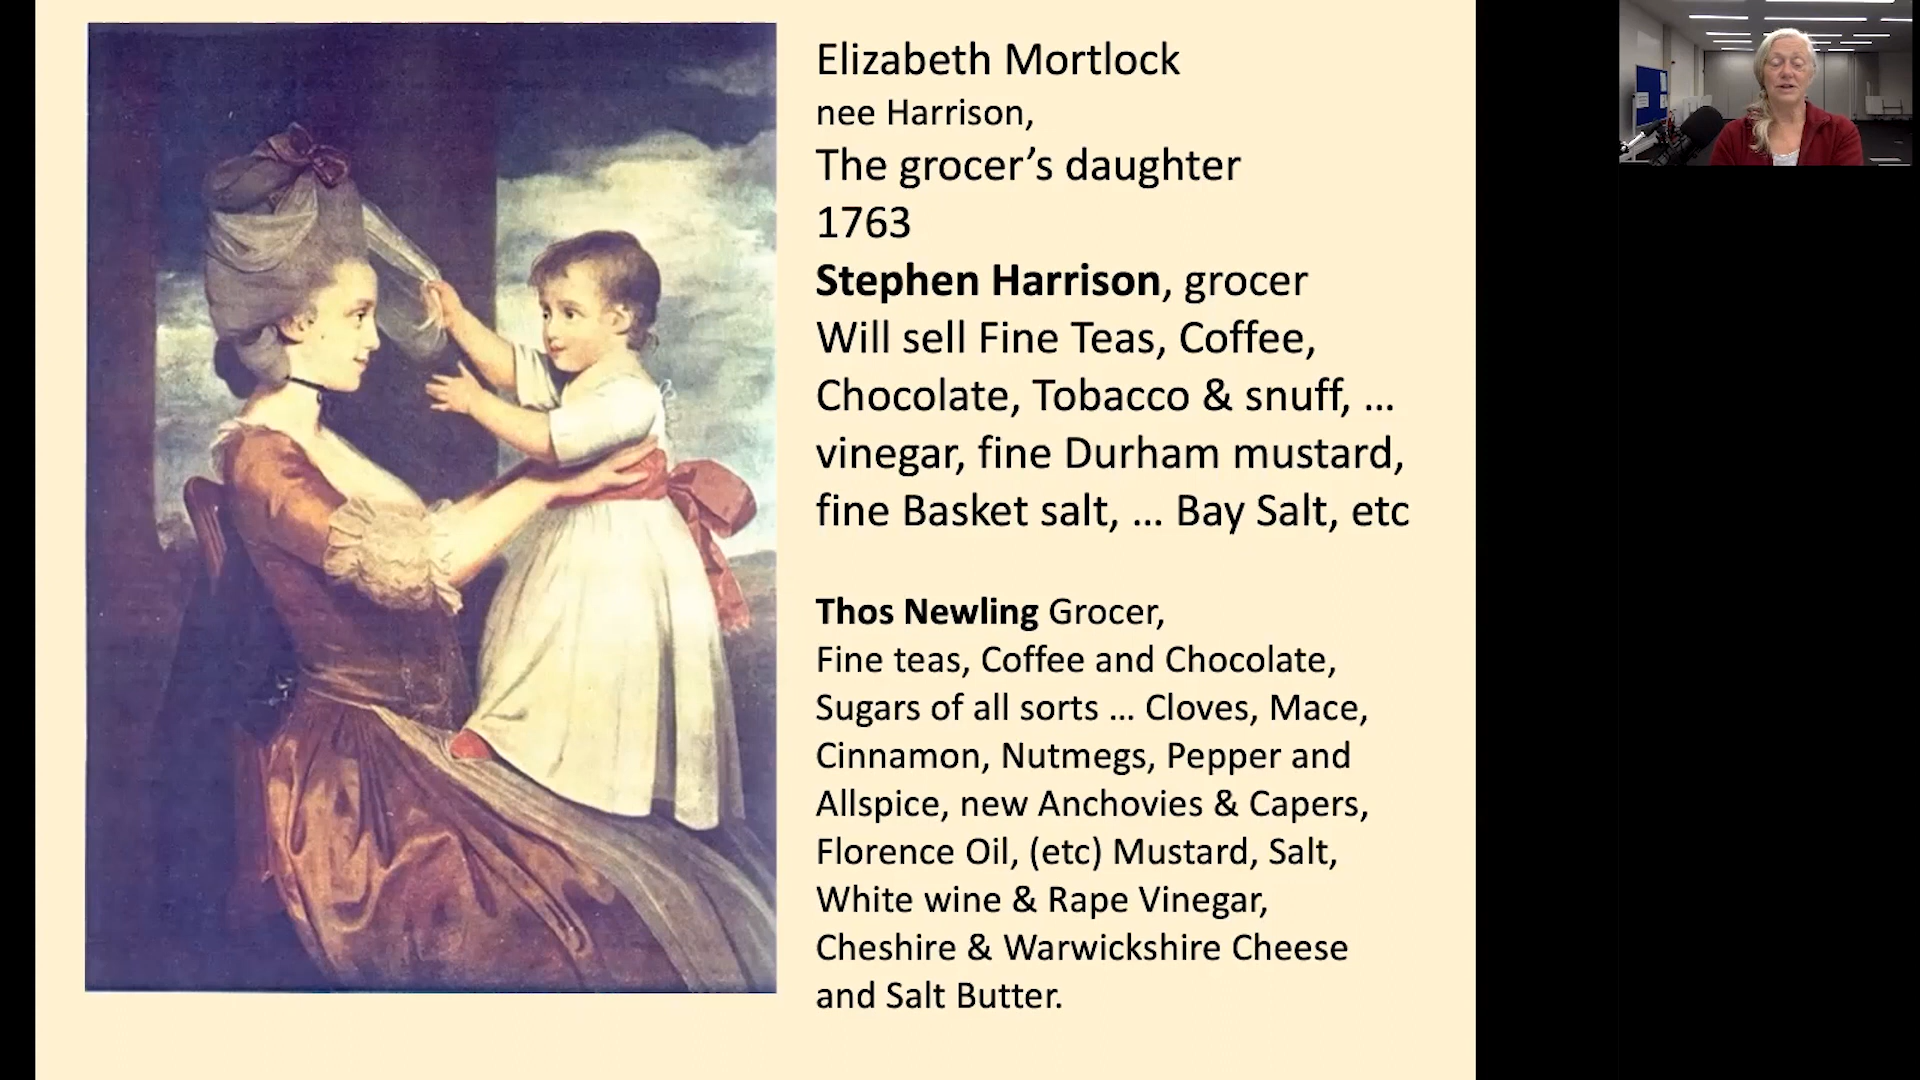 Elizabeth Mortlock
nee Harrison,
The grocer’s daughter
1763
Stephen Harrison, grocer
Will sell Fine Teas, Coffee,
Chocolate, Tobacco & snuff, ...
vinegar, fine Durham mustard,
fine Basket salt, ... Bay Salt, etc
Thos Newling Grocer,
Fine teas, Coffee and Chocolate,
Sugars of all sorts ... Cloves, Mace,
Cinnamon, Nutmegs, Pepper and
Allspice, new Anchovies & Capers,
Florence Oil, (etc) Mustard, Salt,
White wine & Rape Vinegar,
Cheshire & Warwickshire Cheese
and Salt Butter.